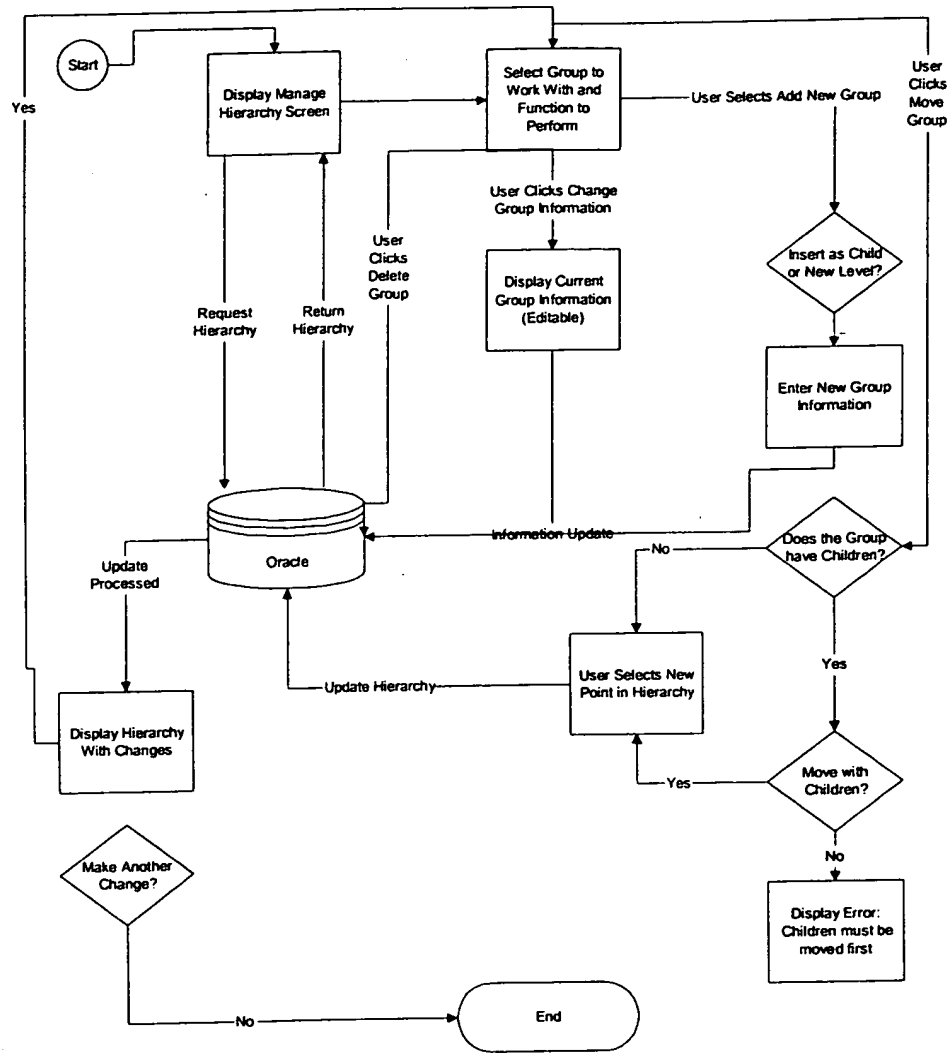 Start
Yes
Display Manage
Hierarchy Screen
Select Group to
Work With and
Function to
Perform
User Selects Add New Group
User
Clicks
Move
Group
User Clicks Change
Group Information
User
Clicks
Delete
Group
Insert as Child
or New Level?
Display Current
Group Information
(Editable)
Request
Hierarchy
Return
Hierarchy
Enter New Group
Information
Oracle
Information Update
Does the Group
have Children?
No
Update
Processed
Yes
Update Hierarchy
User Selects New
Point in Hierarchy
Display Hierarchy
With Changes
Move with
Children?
Yes
No
Make Another
Change?
Display Error:
Children must be
moved first
No
End